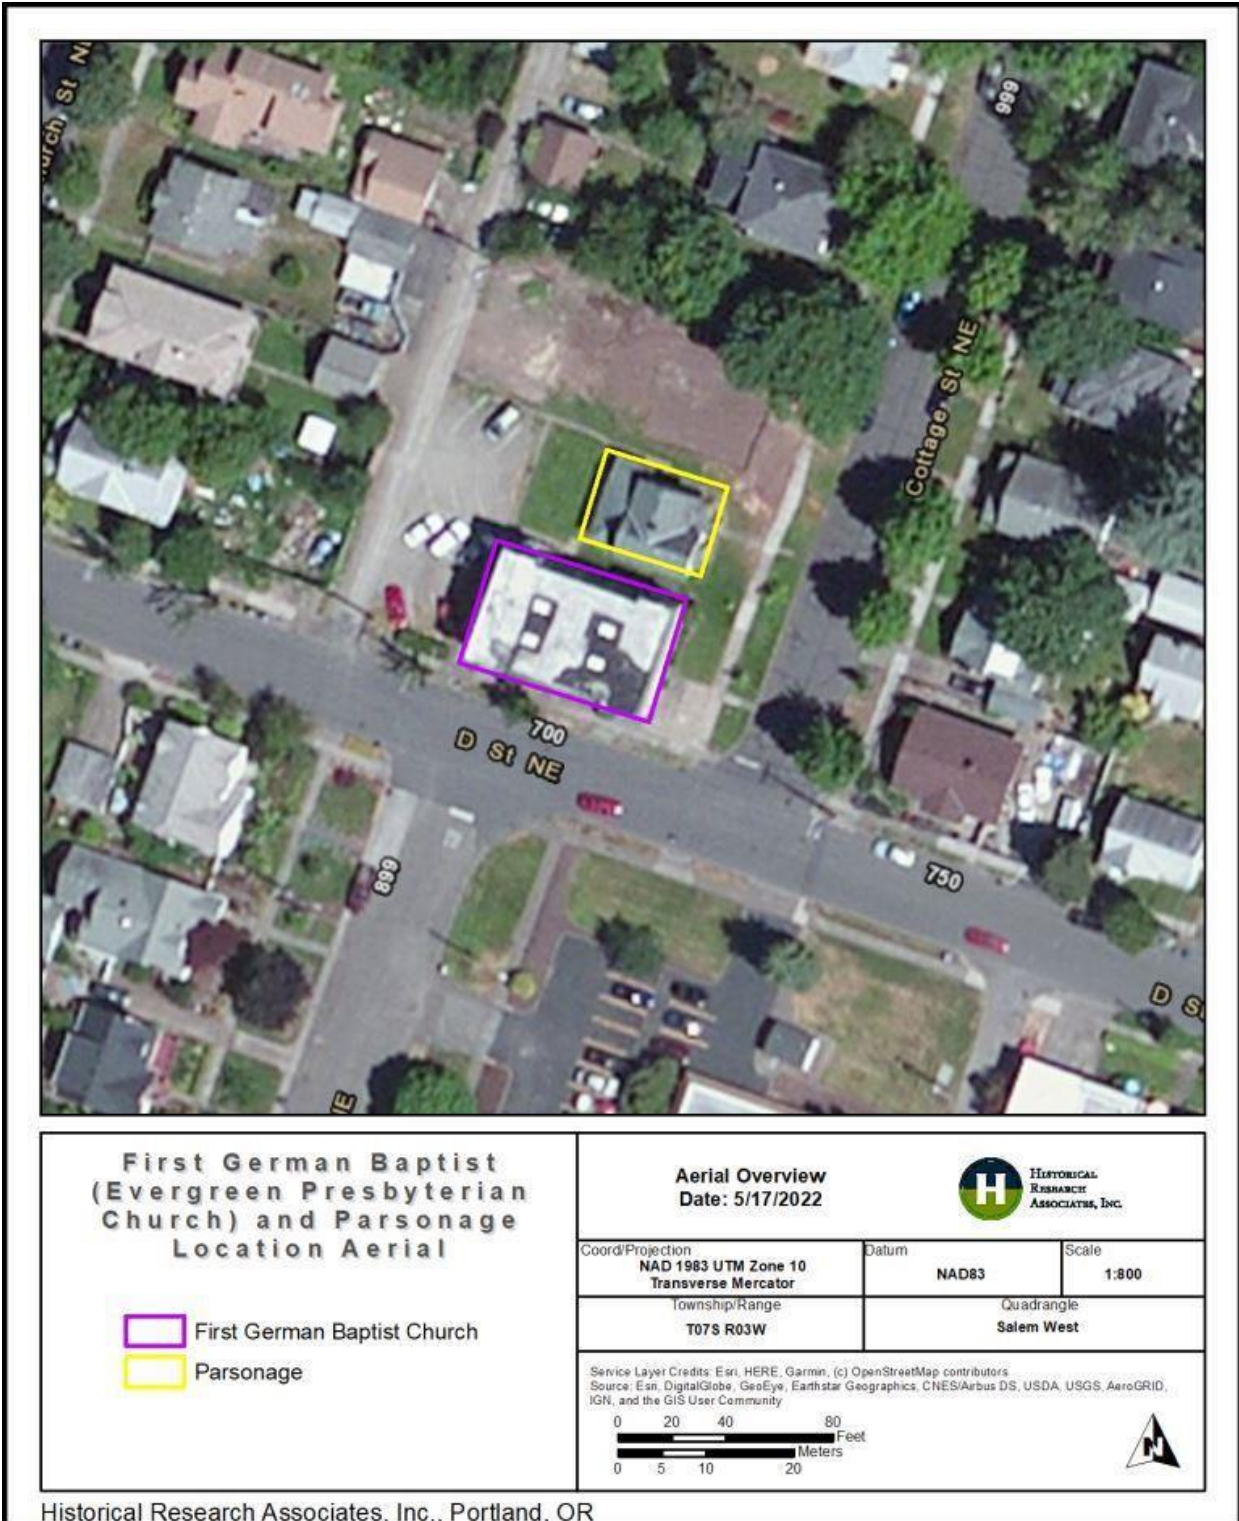 urch St NE
999
Cottage St NE
700
D St NE
899
750
D S
NE
First German Baptist
(Evergreen Presbyterian
Church) and Parsonage
Location Aerial
First German Baptist Church
Parsonage
Aerial Overview
Date: 5/17/2022
H
HISTORICAL
RESEARCH
ASSOCIATES, INC.
Coord/Projection
NAD 1983 UTM Zone 10
Transverse Mercator
Datum
NAD83
Scale
1:800
Township/Range
T07S R03W
Quadrangle
Salem West
Service Layer Credits: Esri, HERE, Garmin, (c) OpenStreetMap contributors
Source: Esri, DigitalGlobe, GeoEye, Earthstar Geographics, CNES/Airbus DS, USDA, USGS, AeroGRID,
IGN, and the GIS User Community
0 20 40 80
Feet
Meters
0 5 10 20
N
Historical Research Associates, Inc., Portland, OR